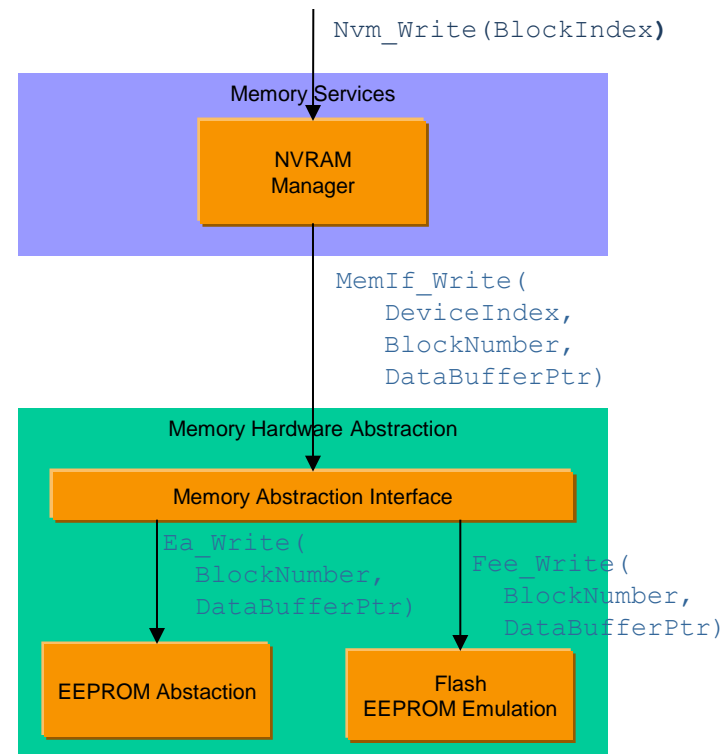 Nvm_Write(BlockIndex)
Memory Services
NVRAM
Manager
MemIf_Write(
DeviceIndex,
BlockNumber,
DataBufferPtr)
Memory Hardware Abstraction
Memory Abstraction Interface
Ea_Write(
BlockNumber,
DataBufferPtr)
Fee_Write(
BlockNumber,
DataBufferPtr)
EEPROM Abstaction
Flash
EEPROM Emulation